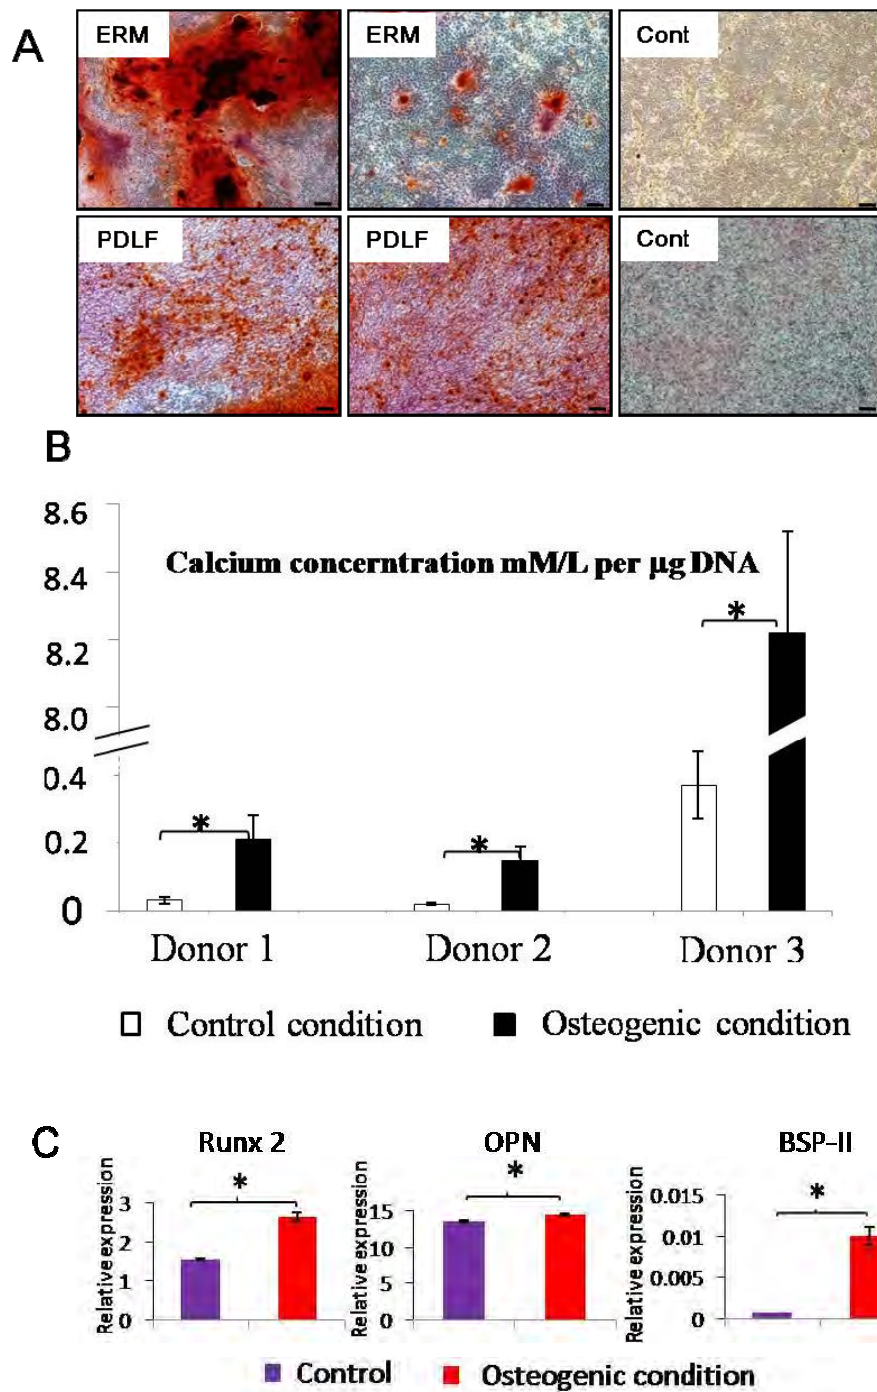 A
ERM ERM Cont
PDLF PDLF Cont
B
Calcium concerntration mM/L per µg DNA
8.6
8.4
8.2
8.0
0.4
0.2
0
* * *
Donor 1 Donor 2 Donor 3
Control condition Osteogenic condition
C
Runx 2 OPN BSP-II
Relative expression
3
2
1
0
*
Relative expression
15
10
5
0
*
Relative expression
0.015
0.01
0.005
0
*
Control Osteogenic condition